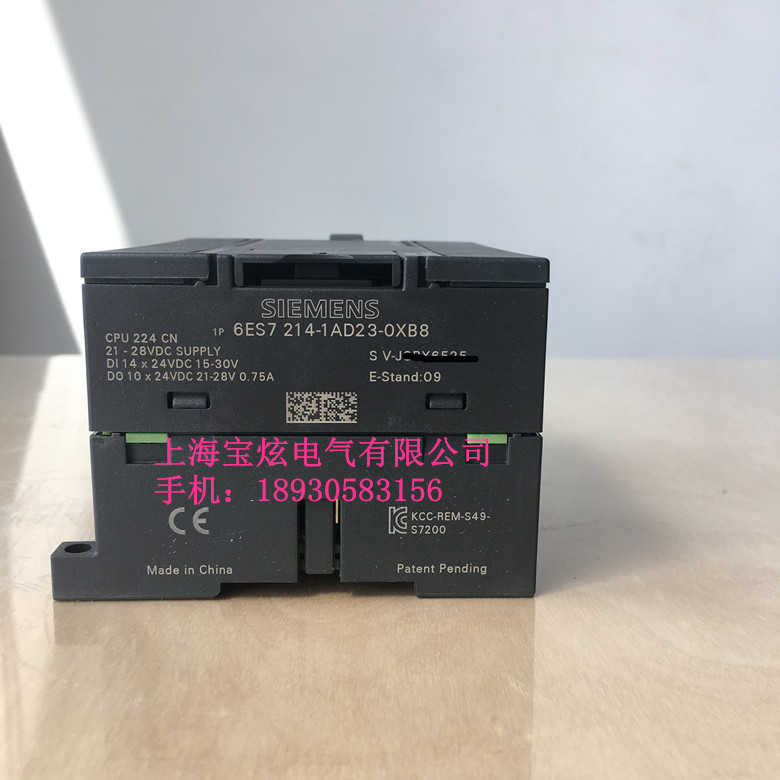 SIEMENS
1P 6ES7 214-1AD23-0XB8
CPU 224 CN
21 - 28VDC SUPPLY
DI 14 x 24VDC 15-30V
DO 10 x 24VDC 21-28V 0.75A
S
E-Stand:09
上海宝炫电气有限公司
手机：18930583156
CE
KCC-REM-S49-
S7200
Made in China
Patent Pending